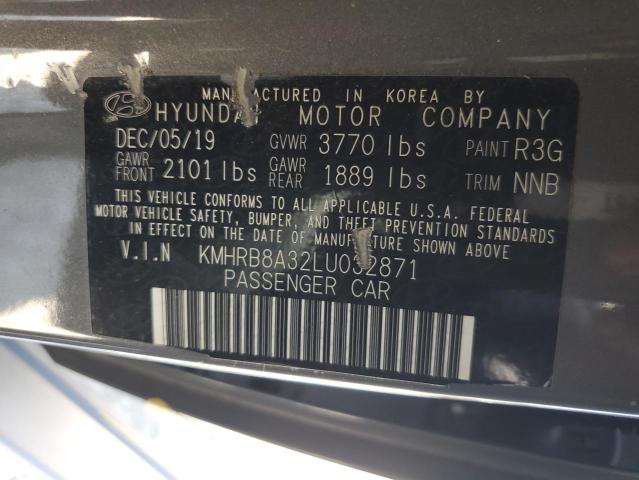 MANUFACTURED IN KOREA BY
HYUNDAI MOTOR COMPANY
DEC/05/19 GVWR 3770 lbs PAINT R3G
GAWR FRONT 2101 lbs GAWR REAR 1889 lbs TRIM NNB
THIS VEHICLE CONFORMS TO ALL APPLICABLE U.S.A. FEDERAL
MOTOR VEHICLE SAFETY, BUMPER, AND THEFT PREVENTION STANDARDS
IN EFFECT ON THE DATE OF MANUFACTURE SHOWN ABOVE.
V.I.N KMHRB8A32LU032871
PASSENGER CAR